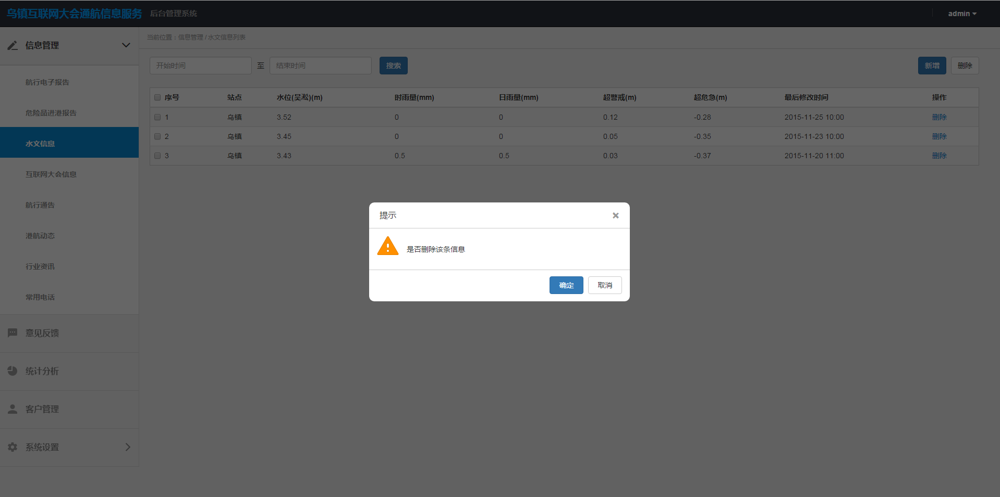 乌镇互联网大会通航信息服务 后台管理系统 admin
信息管理
航行电子报告
危险品进港报告
水文信息
互联网大会信息
航行通告
港航动态
行业资讯
常用电话
意见反馈
统计分析
客户管理
系统设置
当前位置：信息管理 / 水文信息列表
开始时间 至 结束时间 搜索 新增 删除
序号 站点 水位(吴淞)(m) 时雨量(mm) 日雨量(mm) 超警戒(m) 超危急(m) 最后修改时间 操作
1 乌镇 3.52 0 0 0.12 -0.28 2015-11-25 10:00 删除
2 乌镇 3.45 0 0 0.05 -0.35 2015-11-23 10:00 删除
3 乌镇 3.43 0.5 0.5 0.03 -0.37 2015-11-20 11:00 删除
提示
是否删除该条信息
确定 取消